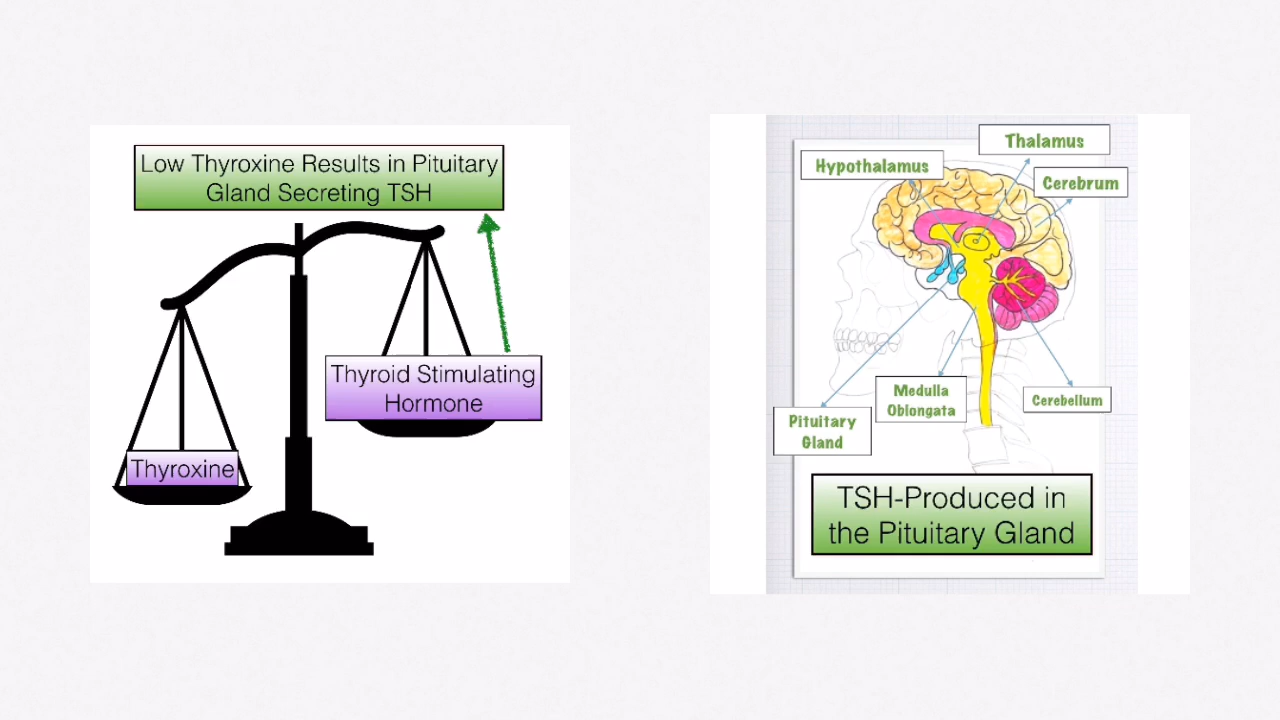 Low Thyroxine Results in Pituitary
Gland Secreting TSH
Thyroid Stimulating
Hormone
Thyroxine
Thalamus
Hypothalamus
Cerebrum
Medulla
Oblongata
Cerebellum
Pituitary
Gland
TSH-Produced in
the Pituitary Gland